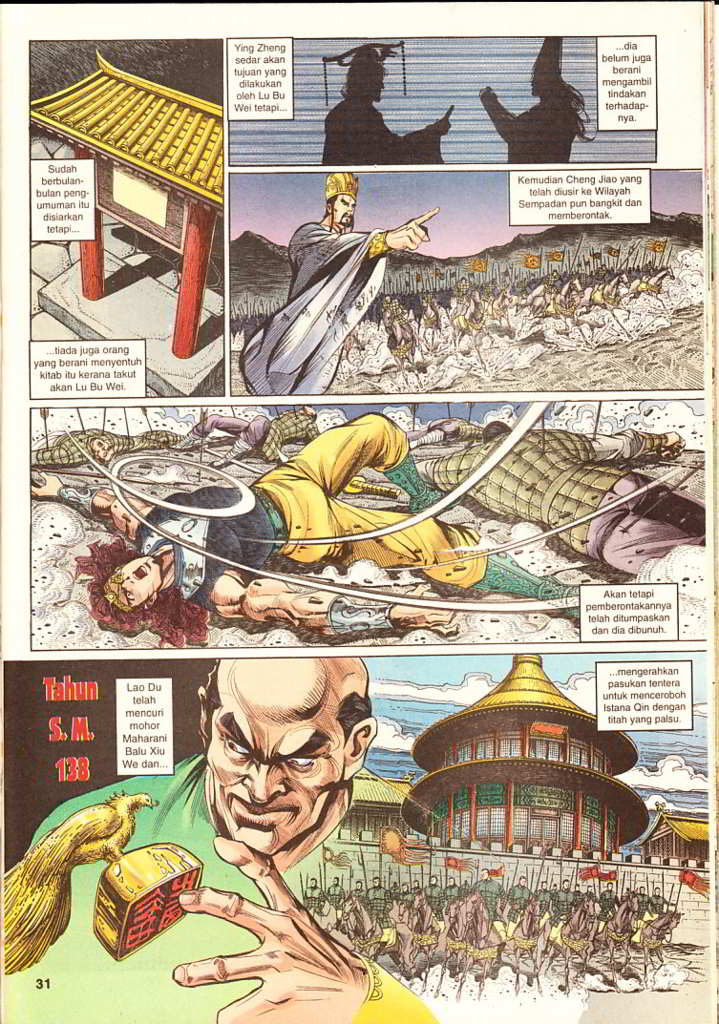 Sudah
berbulan-
bulan peng-
umuman itu
disiarkan
tetapi...
...tiada juga orang
yang berani menyentuh
kitab itu kerana takut
akan Lu Bu Wei.
Ying Zheng
sedar akan
tujuan yang
dilakukan
oleh Lu Bu
Wei tetapi...
...dia
belum juga
berani
mengambil
tindakan
terhadap-
nya.
Kemudian Cheng Jiao yang
telah diusir ke Wilayah
Sempadan pun bangkit dan
memberontak.
Akan tetapi
pemberontakannya
telah ditumpaskan
dan dia dibunuh.
Tahun
S. M.
138
Lao Du
telah
mencuri
mohor
Maharani
Balu Xiu
We dan...
...mengerahkan
pasukan tentera
untuk menceroboh
Istana Qin dengan
titah yang palsu.
31